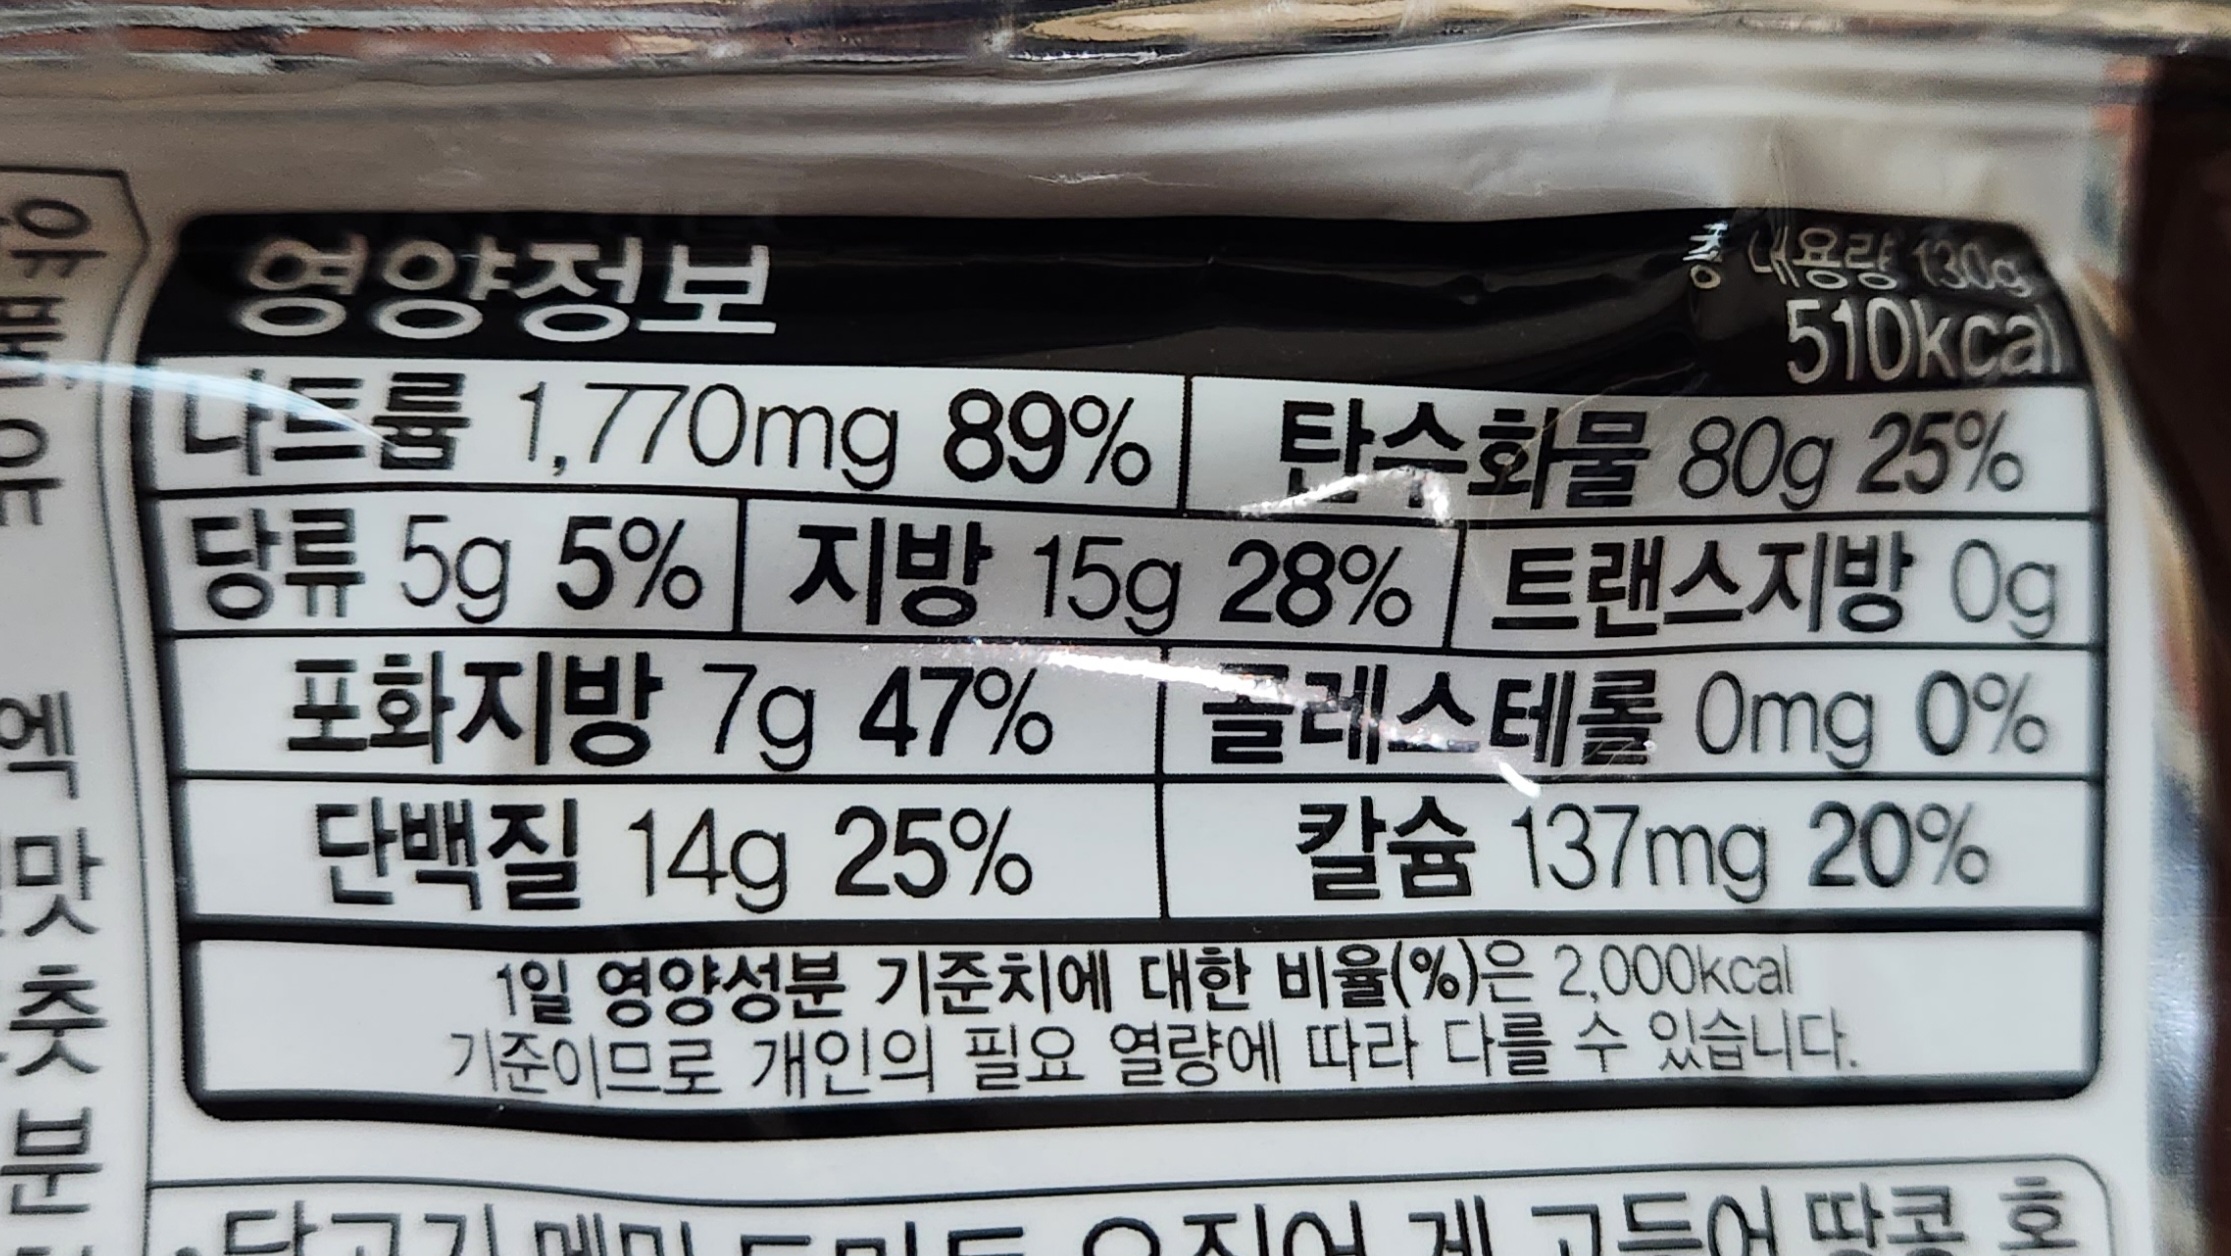 영양정보
총 내용량 130g
510kcal
나트륨 1,770mg 89% 탄수화물 80g 25%
당류 5g 5% 지방 15g 28% 트랜스지방 0g
포화지방 7g 47% 콜레스테롤 0mg 0%
단백질 14g 25% 칼슘 137mg 20%
1일 영양성분 기준치에 대한 비율(%)은 2,000kcal
기준이므로 개인의 필요 열량에 따라 다를 수 있습니다.
맛
춧
분